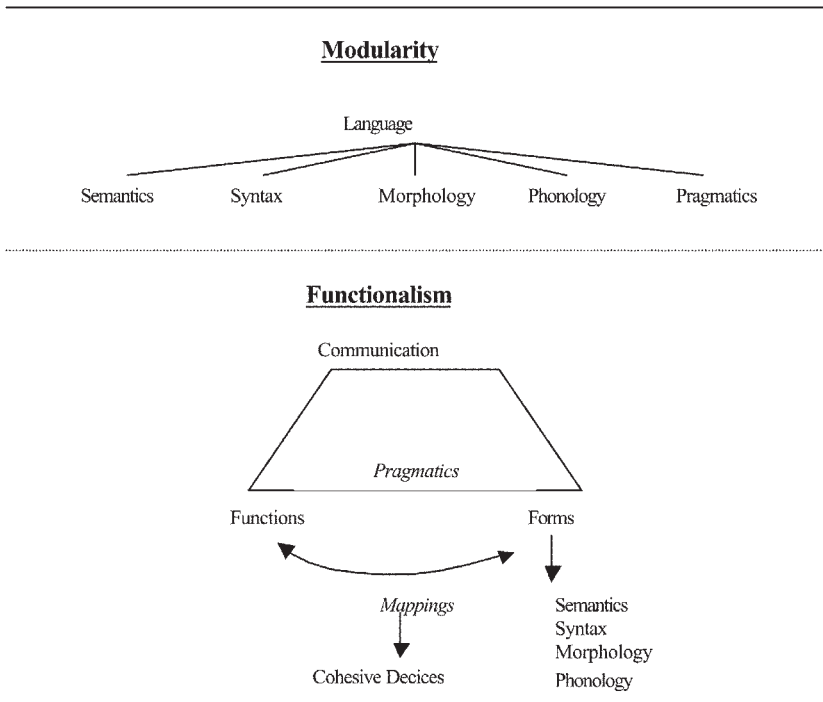 Modularity
Language
Semantics Syntax Morphology Phonology Pragmatics
Functionalism
Communication
Pragmatics
Functions Forms
Mappings
Semantics
Syntax
Morphology
Phonology
Cohesive Decices